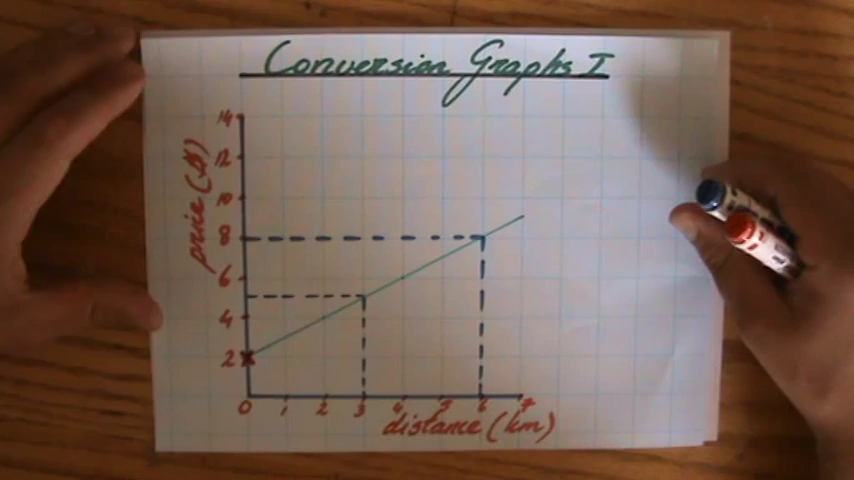 Conversion Graphs I
price ($)
14
12
10
8
6
4
2
0 1 2 3 4 5 6 7
distance (km)